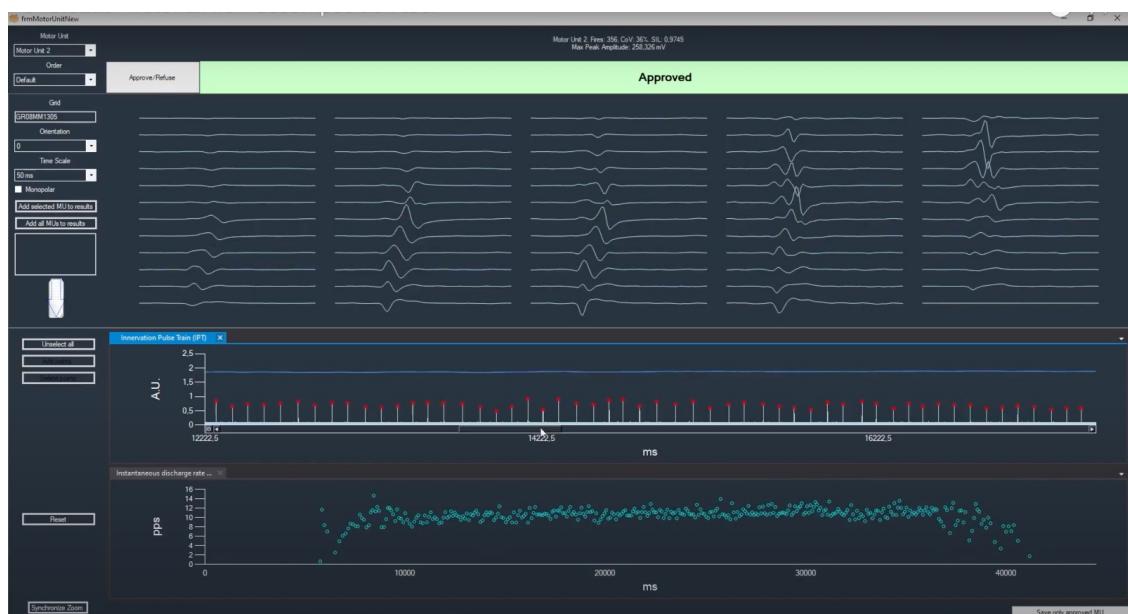 frmMotorUnitNew
Motor Unit
Motor Unit 2
Order
Default
Motor Unit 2. Fires: 356, CoV: 36%, SIL: 0,9745
Max Peak Amplitude: 258,326 mV
Approve/Refuse
Approved
Grid
GR08MM1305
Orientation
0
Time Scale
50 ms
Monopolar
Add selected MU to results
Add all MUs to results
Unselect all
Reset
Synchronize Zoom
Innervation Pulse Train (IPT)
2,5
2
1,5
1
0,5
0
A.U.
12222,5
14222,5
16222,5
ms
Instantaneous discharge rate ...
16
14
12
10
8
6
4
2
0
pps
0
10000
20000
30000
40000
ms
Save only approved MU